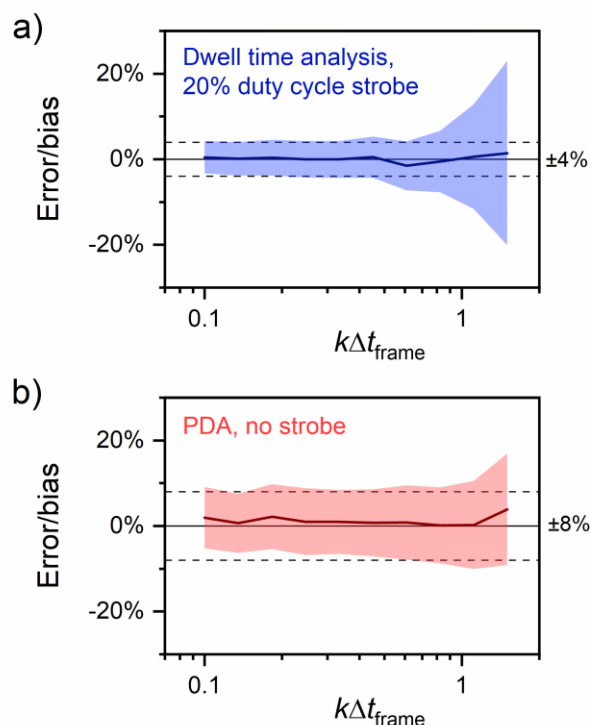 a)
Dwell time analysis,
20% duty cycle strobe
Error/bias
20%
0%
-20%
±4%
0.1
1
kΔt_frame
b)
PDA, no strobe
Error/bias
20%
0%
-20%
±8%
0.1
1
kΔt_frame